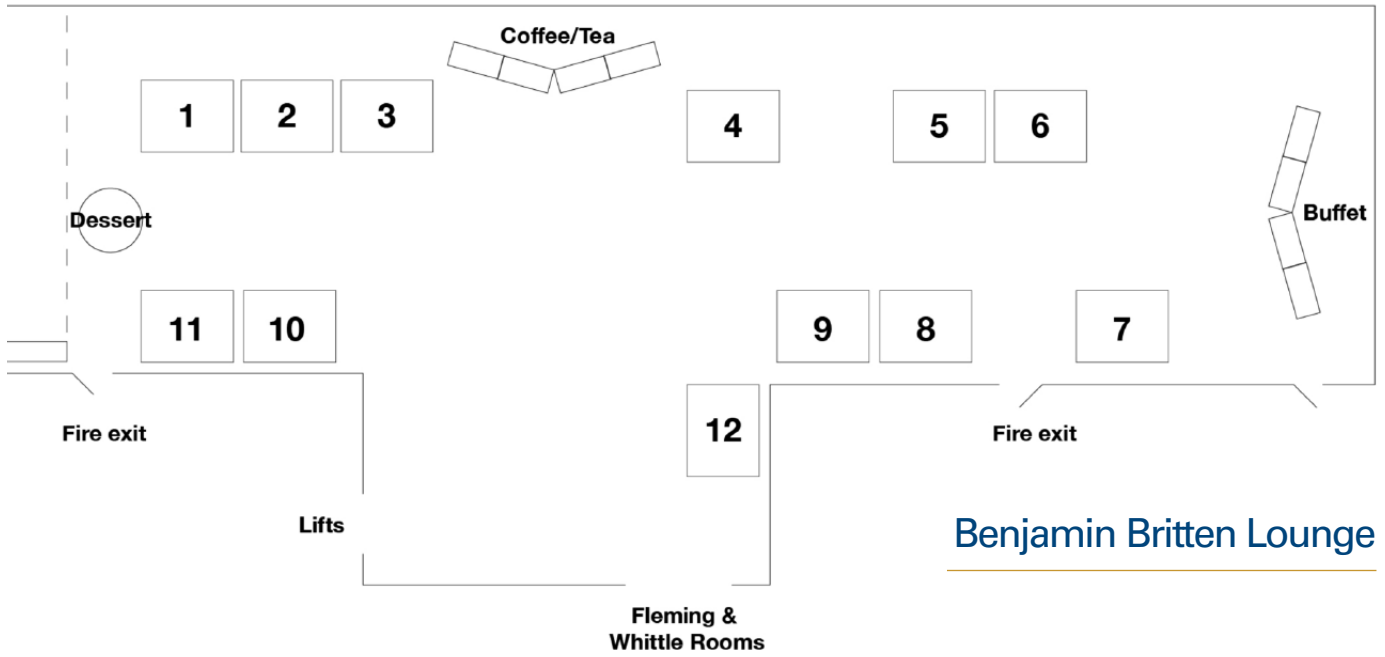 Coffee/Tea
1
2
3
4
5
6
Dessert
Buffet
11
10
9
8
7
12
Fire exit
Fire exit
Lifts
Benjamin Britten Lounge
Fleming &
Whittle Rooms